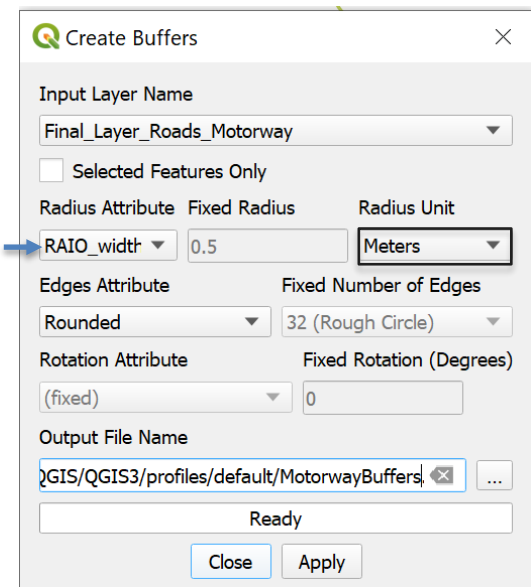 Create Buffers
Input Layer Name
Final_Layer_Roads_Motorway
Selected Features Only
Radius Attribute Fixed Radius Radius Unit
RAIO_width 0.5 Meters
Edges Attribute Fixed Number of Edges
Rounded 32 (Rough Circle)
Rotation Attribute Fixed Rotation (Degrees)
(fixed) 0
Output File Name
QGIS/QGIS3/profiles/default/MotorwayBuffers. ...
Ready
Close Apply